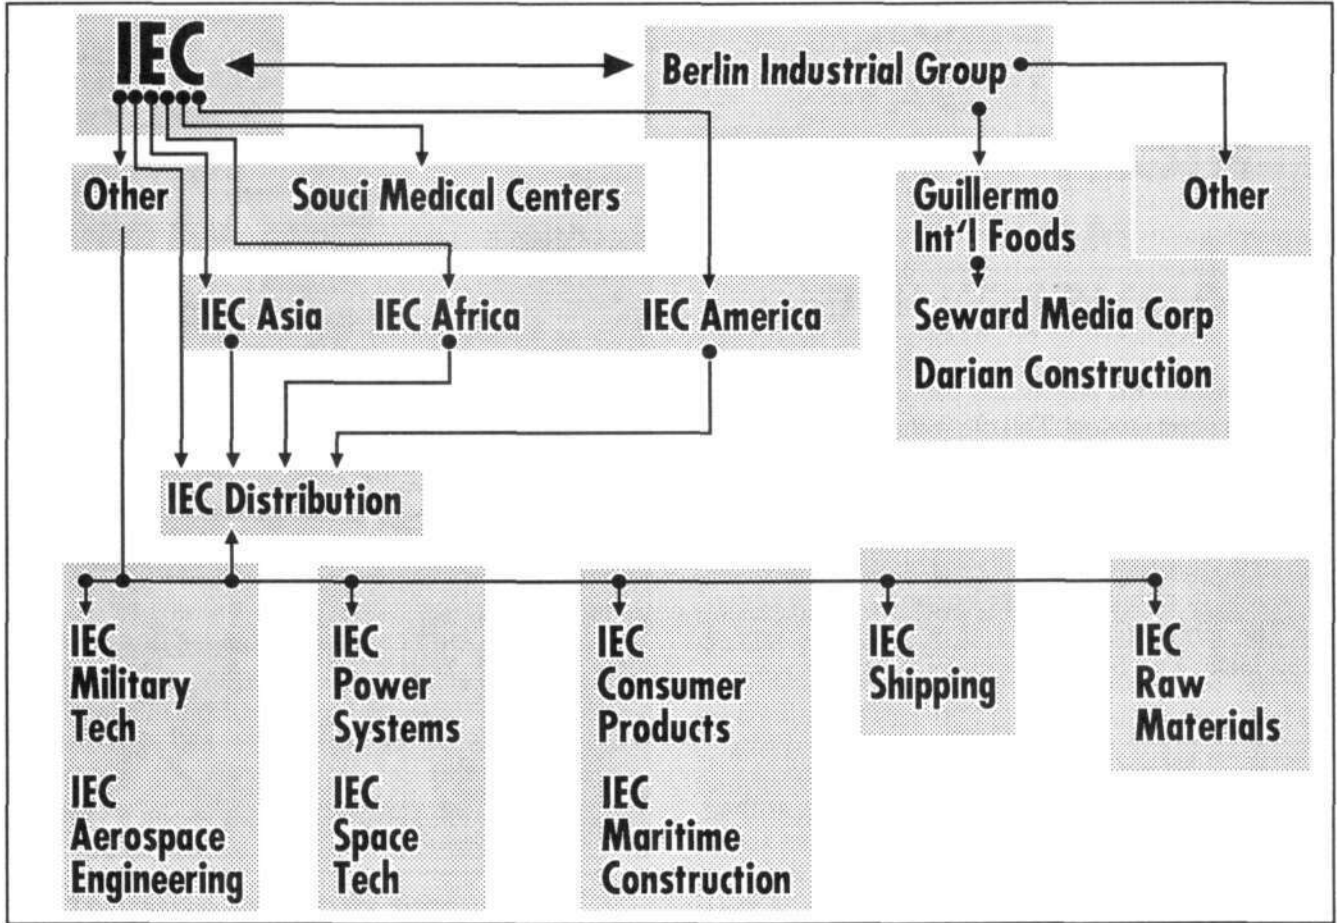 IEC
Berlin Industrial Group
Other
Souci Medical Centers
Guillermo
Int'l Foods
Other
IEC Asia
IEC Africa
IEC America
Seward Media Corp
Darian Construction
IEC Distribution
IEC
Military
Tech
IEC
Aerospace
Engineering
IEC
Power
Systems
IEC
Space
Tech
IEC
Consumer
Products
IEC
Maritime
Construction
IEC
Shipping
IEC
Raw
Materials